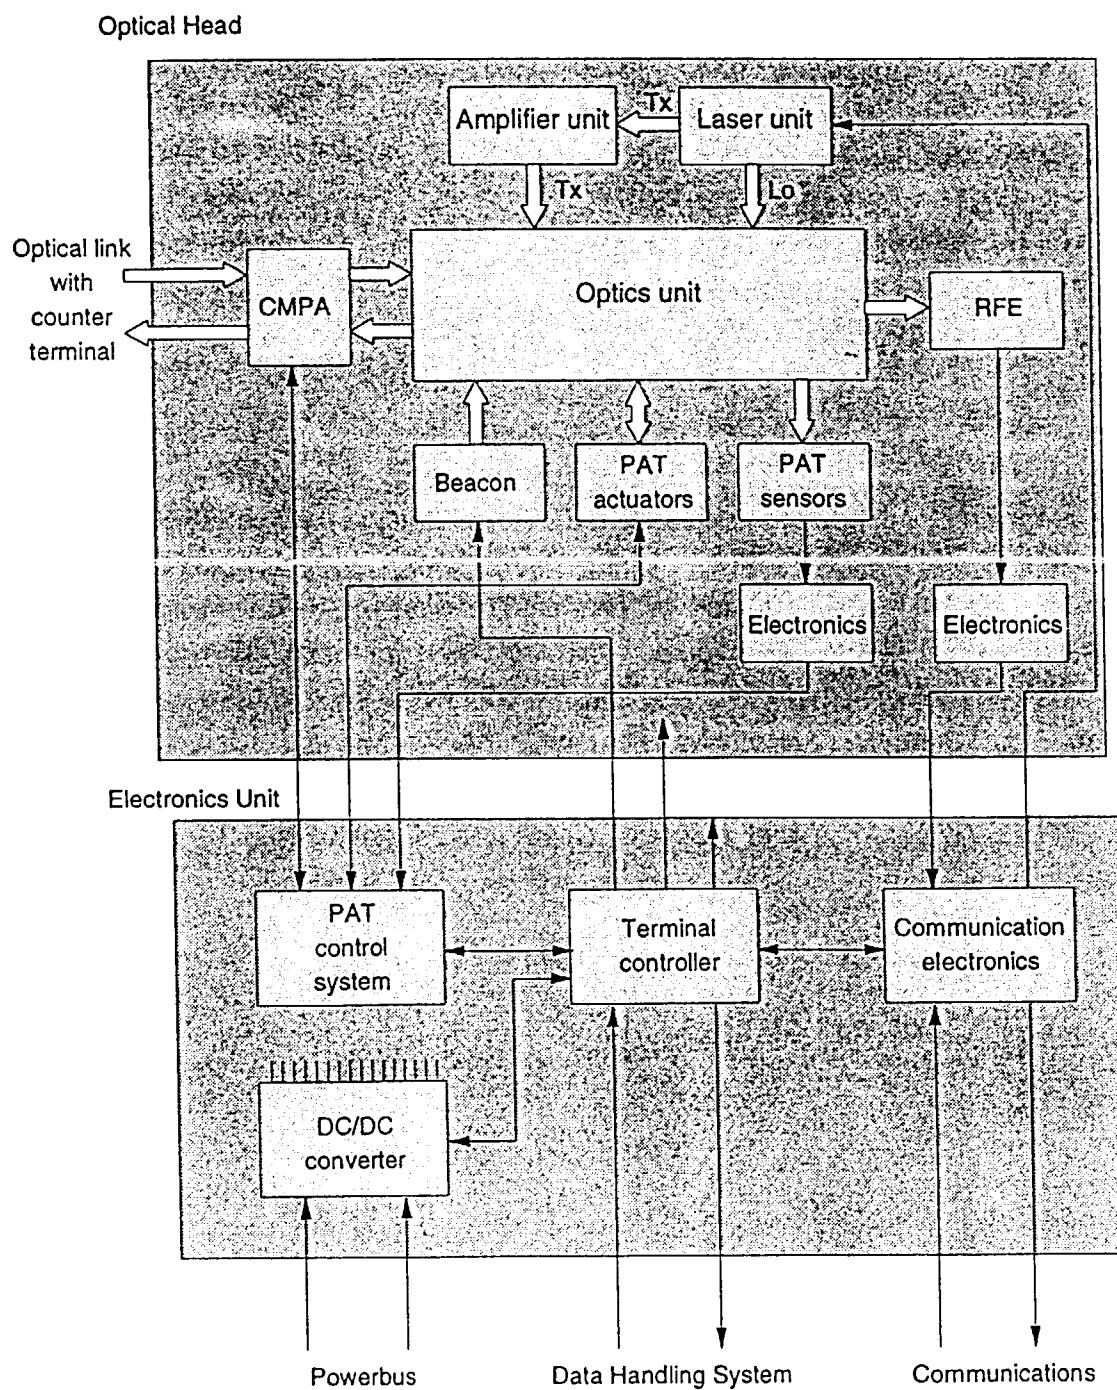 Optical Head
Amplifier unit
Tx
Laser unit
Tx
Lo
Optical link
with
counter
terminal
CMPA
Optics unit
RFE
Beacon
PAT
actuators
PAT
sensors
Electronics
Electronics
Electronics Unit
PAT
control
system
Terminal
controller
Communication
electronics
DC/DC
converter
Powerbus
Data Handling System
Communications